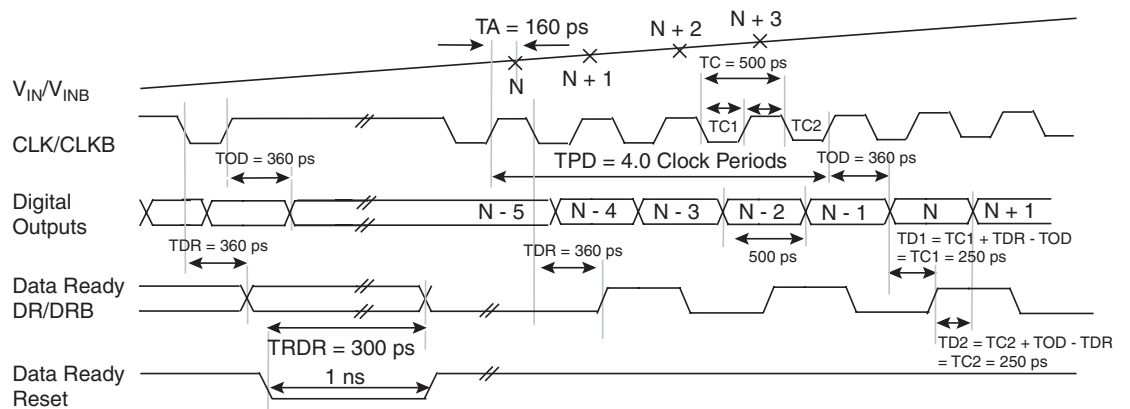 TA = 160 ps
N
N + 1
N + 2
N + 3
TC = 500 ps
VIN/VINB
CLK/CLKB
TC1
TC2
TOD = 360 ps
TPD = 4.0 Clock Periods
TOD = 360 ps
Digital
Outputs
N - 5
N - 4
N - 3
N - 2
N - 1
N
N + 1
TDR = 360 ps
TDR = 360 ps
500 ps
TD1 = TC1 + TDR - TOD
= TC1 = 250 ps
Data Ready
DR/DRB
TRDR = 300 ps
TD2 = TC2 + TOD - TDR
= TC2 = 250 ps
Data Ready
Reset
1 ns